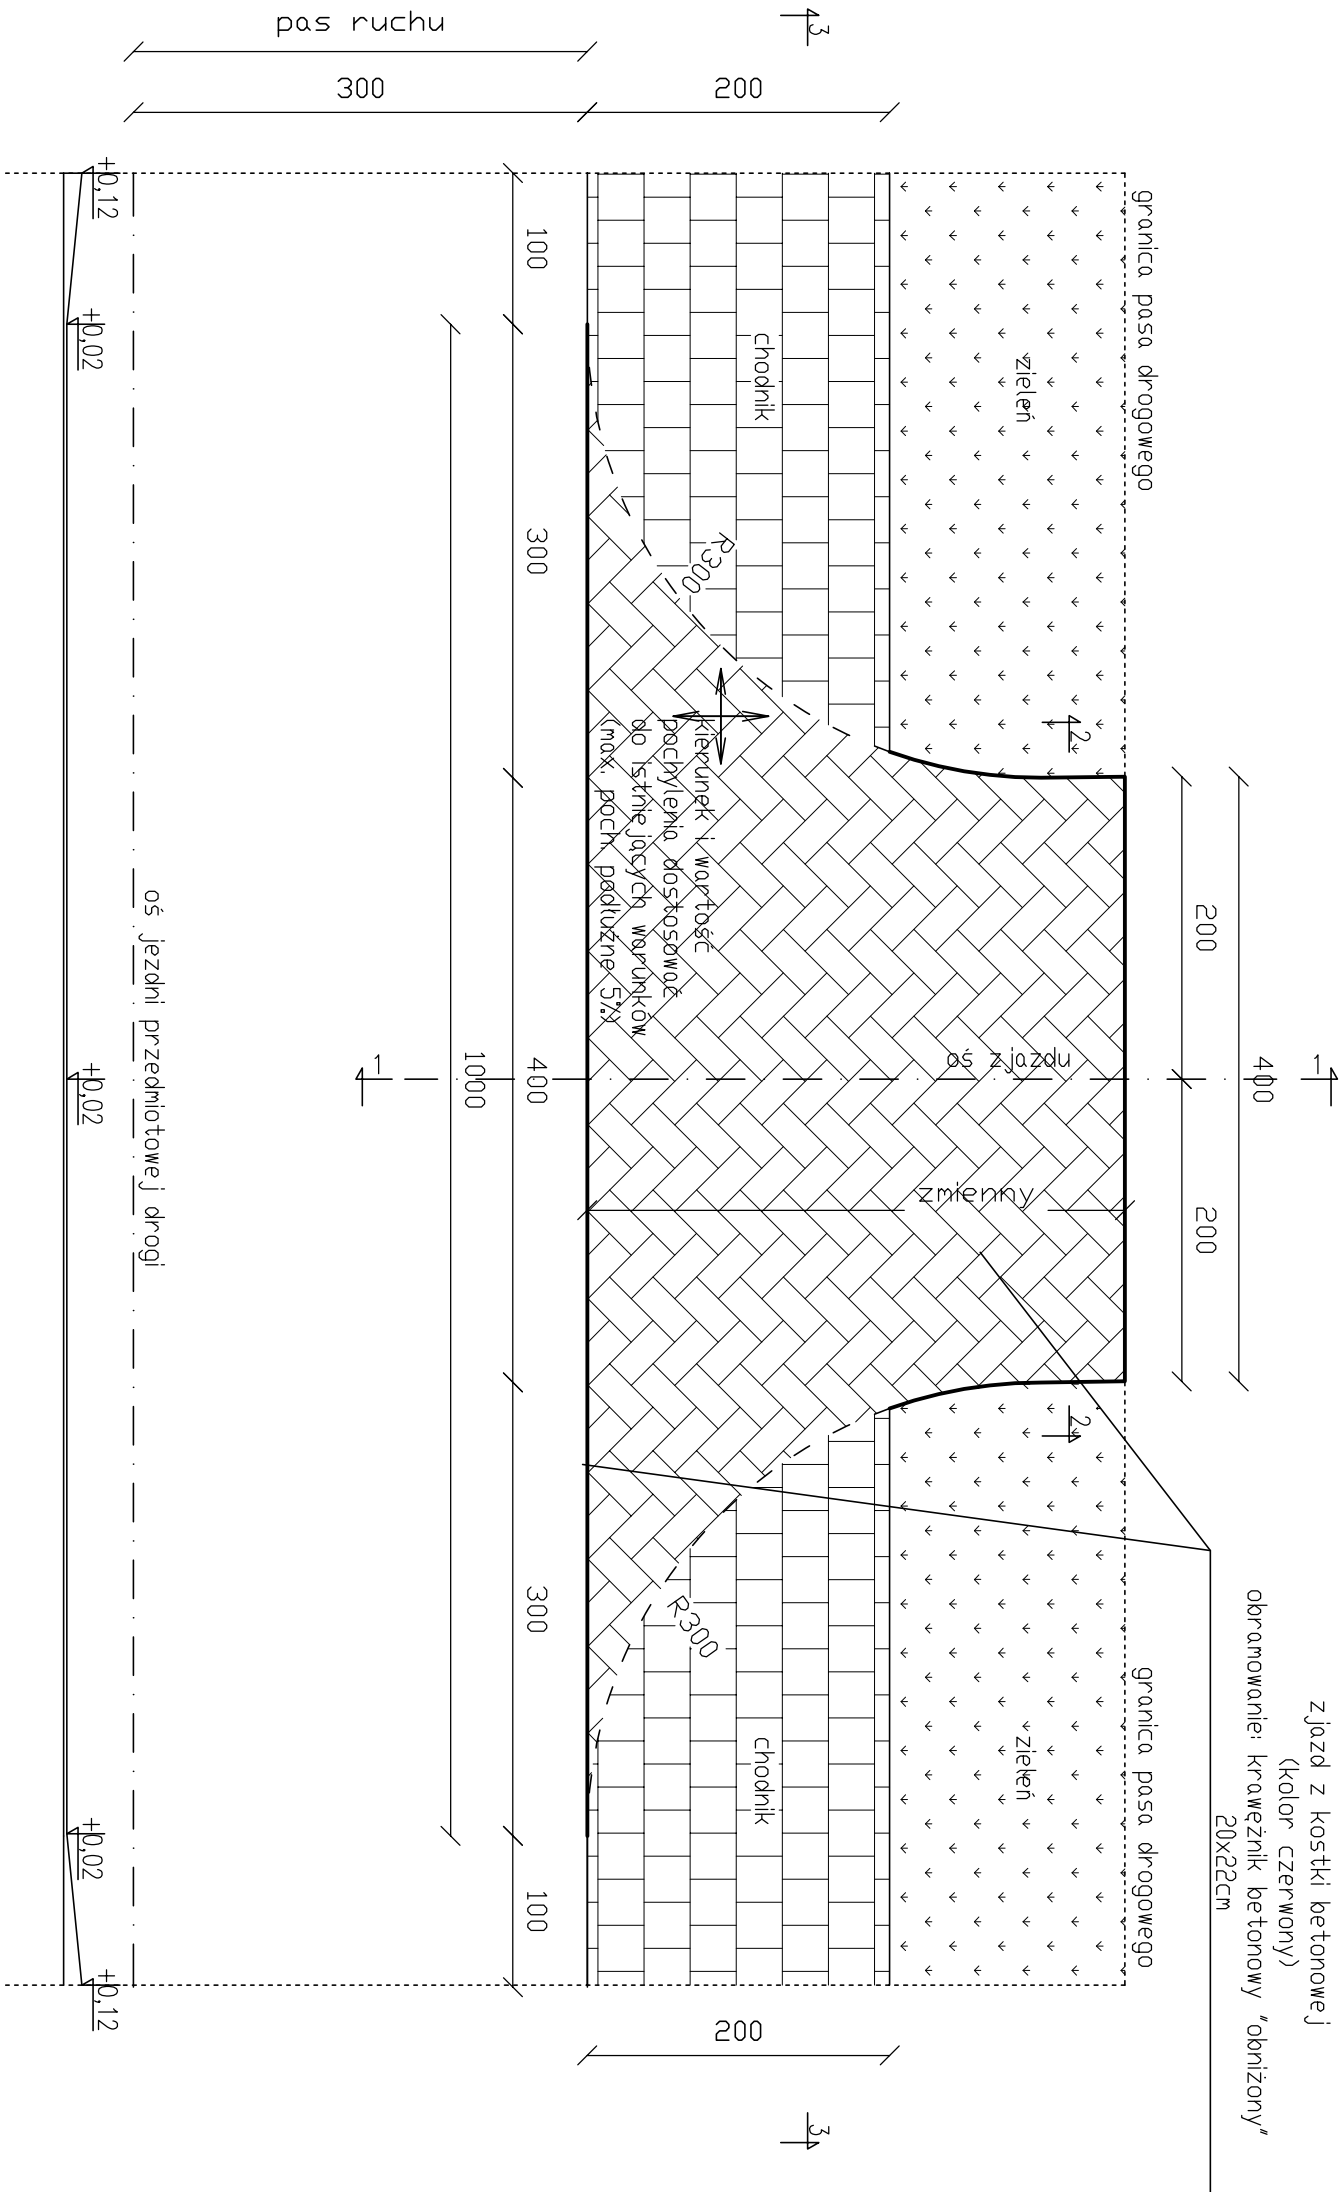 zjazd z kostki betonowej
(kolor czerwony)
obramowanie: krawężnik betonowy "obniżony"
20x22cm
1
400
200
200
granica pasa drogowego
granica pasa drogowego
2
2
zieleń
zieleń
oś zjazdu
zmienny
3
3
chodnik
chodnik
200
200
R300
R300
kierunek i wartość
pochylenia dostosować
do istniejących warunków
(max. poch. podłużne 5%)
100
300
400
300
100
1000
1
300
pas ruchu
oś jezdni przedmiotowej drogi
+0,12
+0,02
+0,02
+0,02
+0,12